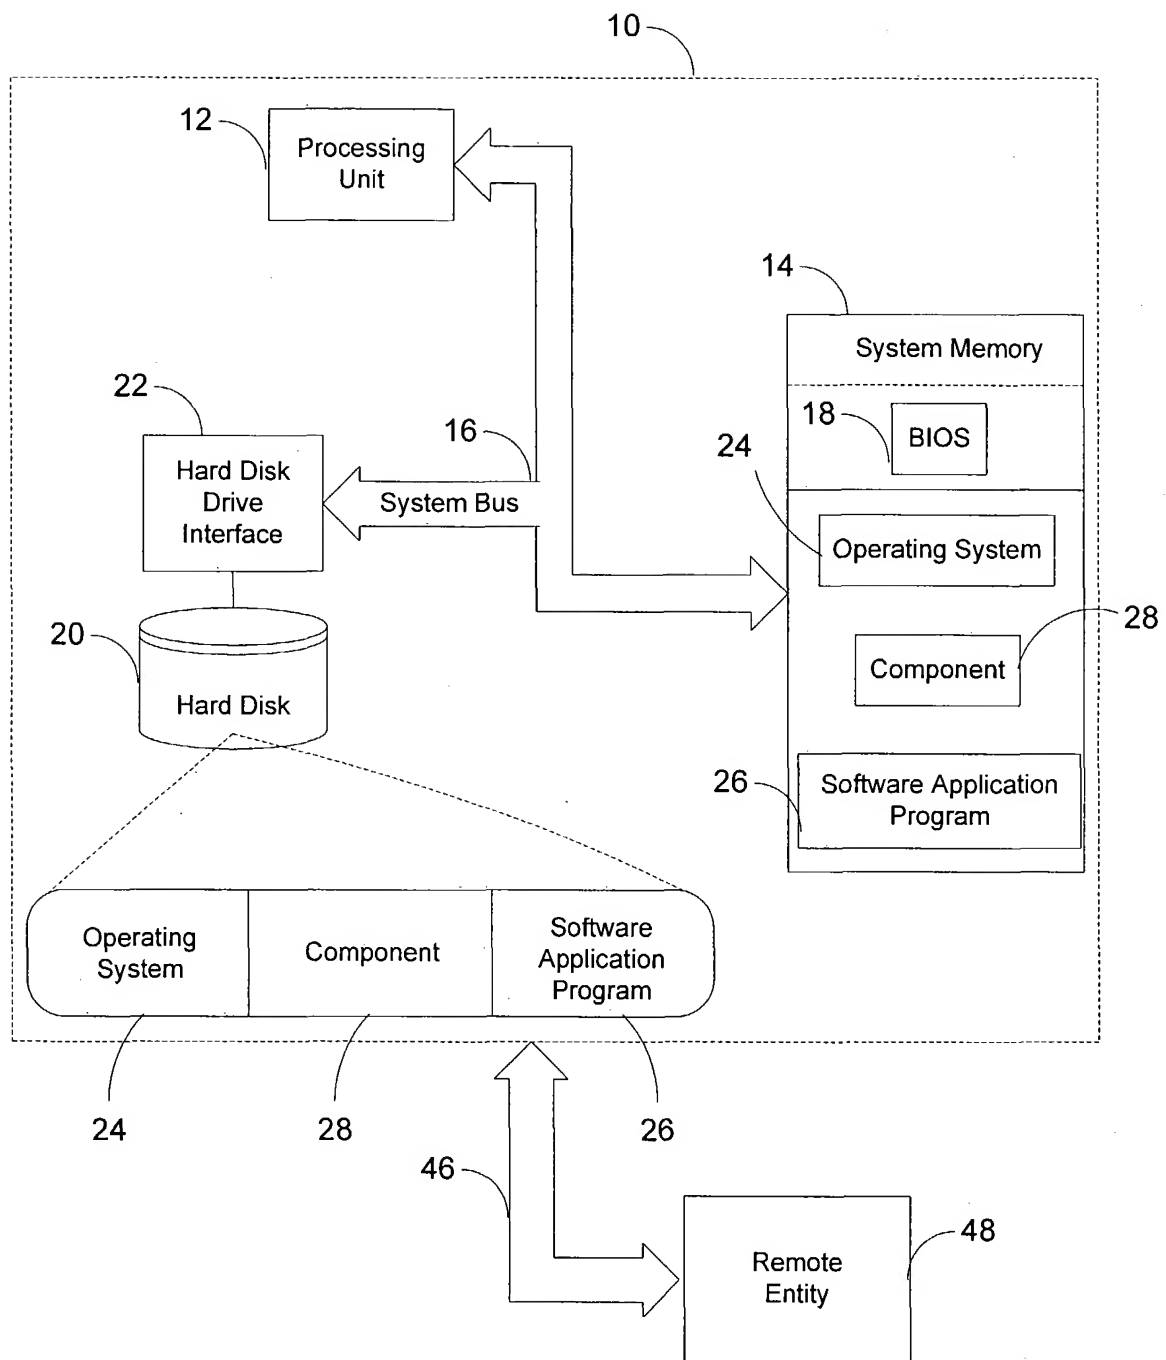 10
12
Processing
Unit
14
System Memory
22
18
BIOS
16
24
Hard Disk
Drive
Interface
System Bus
Operating System
20
28
Component
Hard Disk
26
Software Application
Program
Operating
System
Component
Software
Application
Program
24
28
26
46
48
Remote
Entity